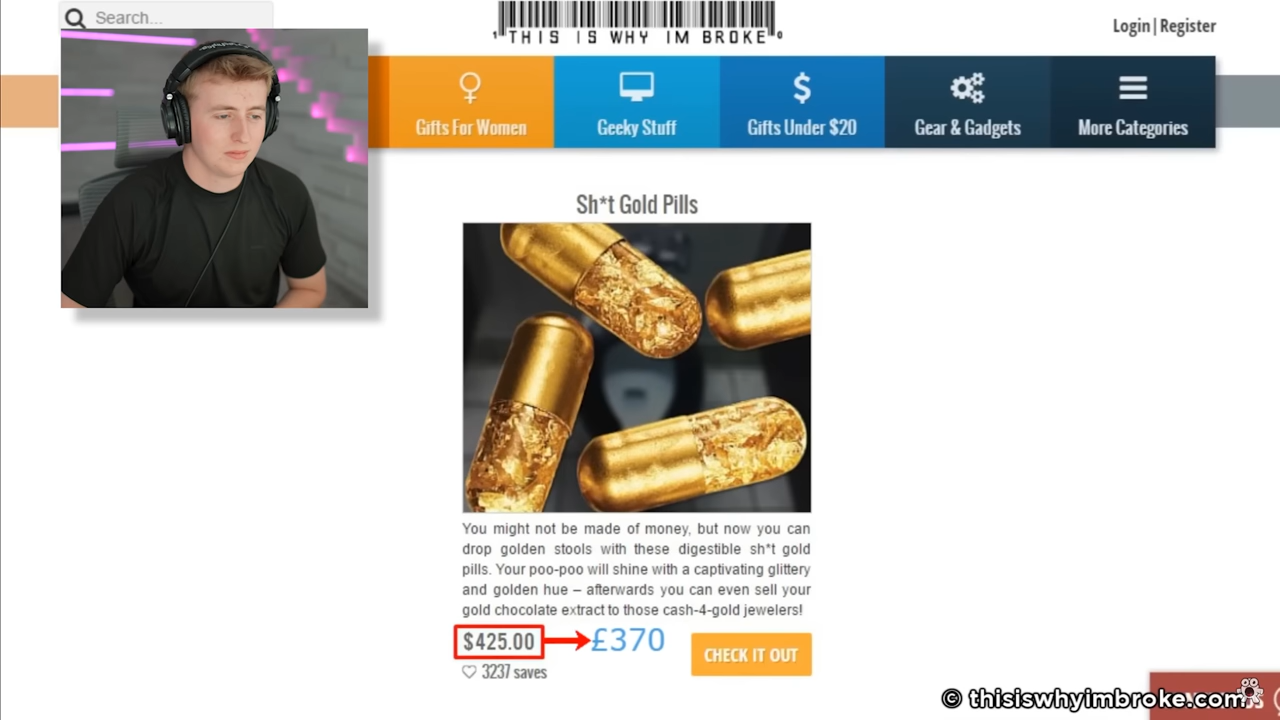 Search...
THIS IS WHY IM BROKE
Login | Register
Gifts For Women
Geeky Stuff
Gifts Under $20
Gear & Gadgets
More Categories
Sh*t Gold Pills
You might not be made of money, but now you can
drop golden stools with these digestible sh*t gold
pills. Your poo-poo will shine with a captivating glittery
and golden hue – afterwards you can even sell your
gold chocolate extract to those cash-4-gold jewelers!
$425.00
£370
3237 saves
CHECK IT OUT
© thisiswhyimbroke.com